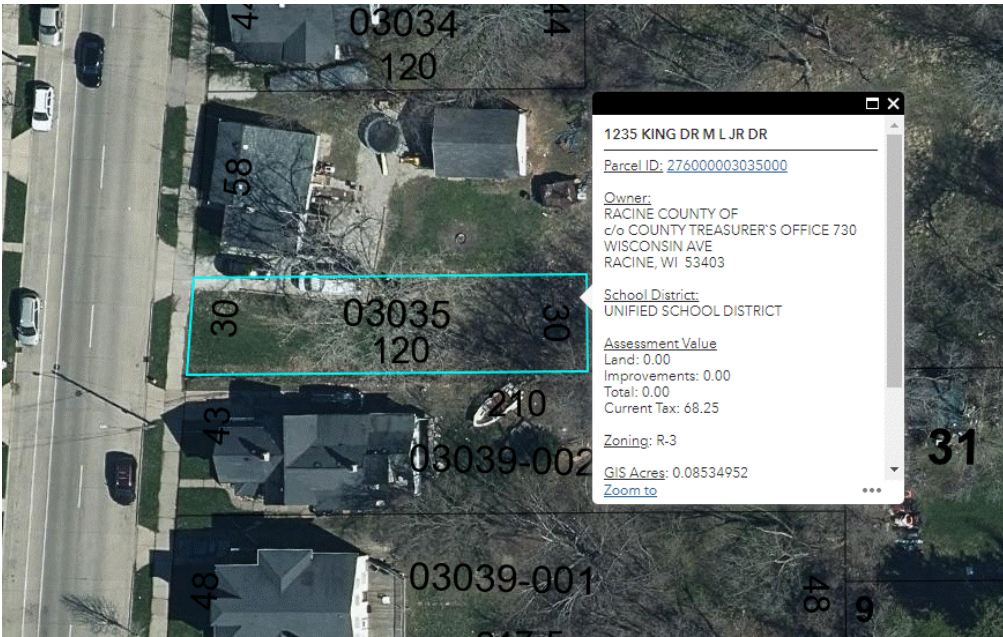 44
03034
44
120
58
1235 KING DR M L JR DR
Parcel ID: 276000003035000
Owner:
RACINE COUNTY OF
c/o COUNTY TREASURER'S OFFICE 730
WISCONSIN AVE
RACINE, WI 53403
School District:
UNIFIED SCHOOL DISTRICT
Assessment Value
Land: 0.00
Improvements: 0.00
Total: 0.00
Current Tax: 68.25
Zoning: R-3
GIS Acres: 0.08534952
Zoom to
30
03035
30
120
43
210
03039-002
31
48
03039-001
48
9